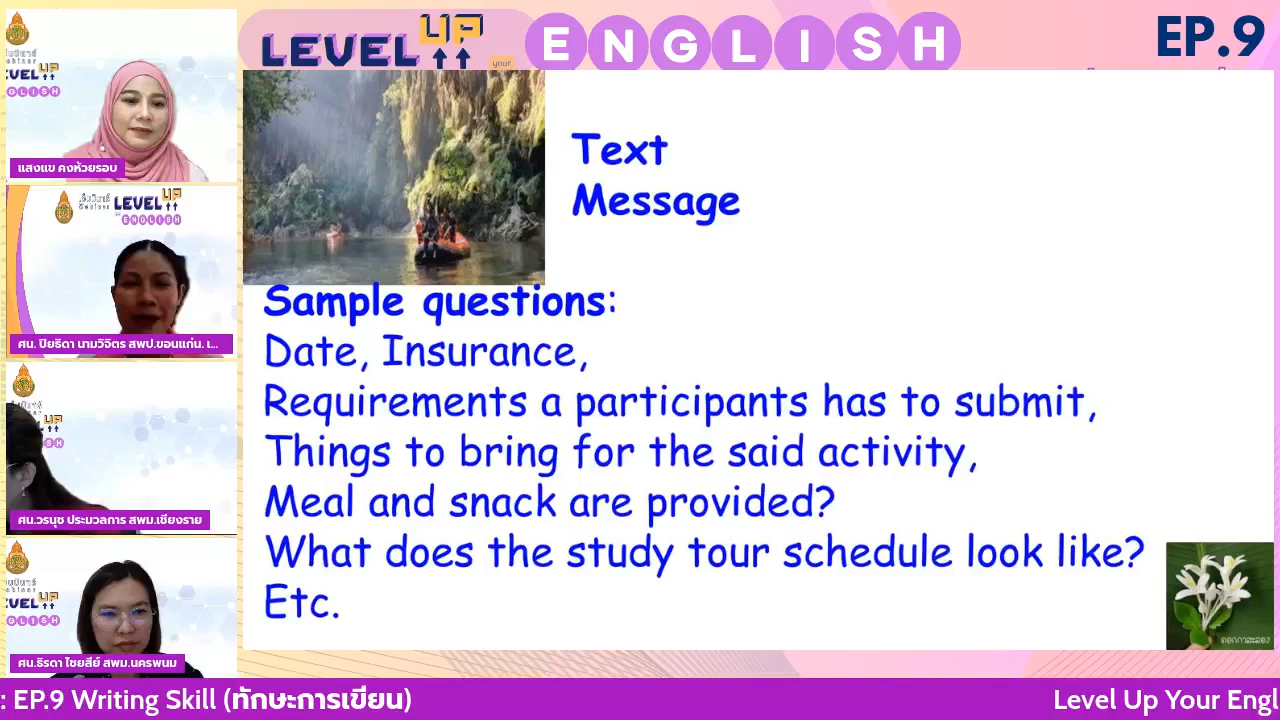 LEVEL UP your ENGLISH
EP.9
Text
Message
Sample questions:
Date, Insurance,
Requirements a participants has to submit,
Things to bring for the said activity,
Meal and snack are provided?
What does the study tour schedule look like?
Etc.
แสงแข คงห้วยรอบ
LEVEL UP
ENGLISH
ศน. ปิยธิดา นามวิจิตร สพป.ขอนแก่น. เ...
ศน.วรนุช ประมวลการ สพม.เชียงราย
ศน.ธิรดา ไชยสีย์ สพม.นครพนม
: EP.9 Writing Skill (ทักษะการเขียน)
Level Up Your Engl